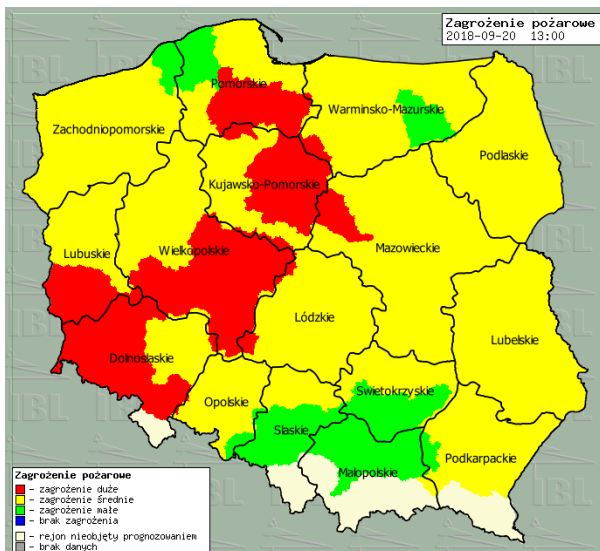 Zagrożenie pożarowe
2018-09-20 13:00
Pomorskie
Warminsko-Mazurskie
Zachodniopomorskie
Podlaskie
Kujawsko-Pomorskie
Lubuskie
Wielkopolskie
Mazowieckie
Lódzkie
Lubelskie
Dolnoslaskie
Opolskie
Swietokrzyskie
Slaskie
Podkarpackie
Malopolskie
Zagrożenie pożarowe
- zagrożenie duże
- zagrożenie średnie
- zagrożenie małe
- brak zagrożenia
- rejon nieobjęty prognozowaniem
- brak danych
IBL
IBL
IBL
IBL
IBL
IBL